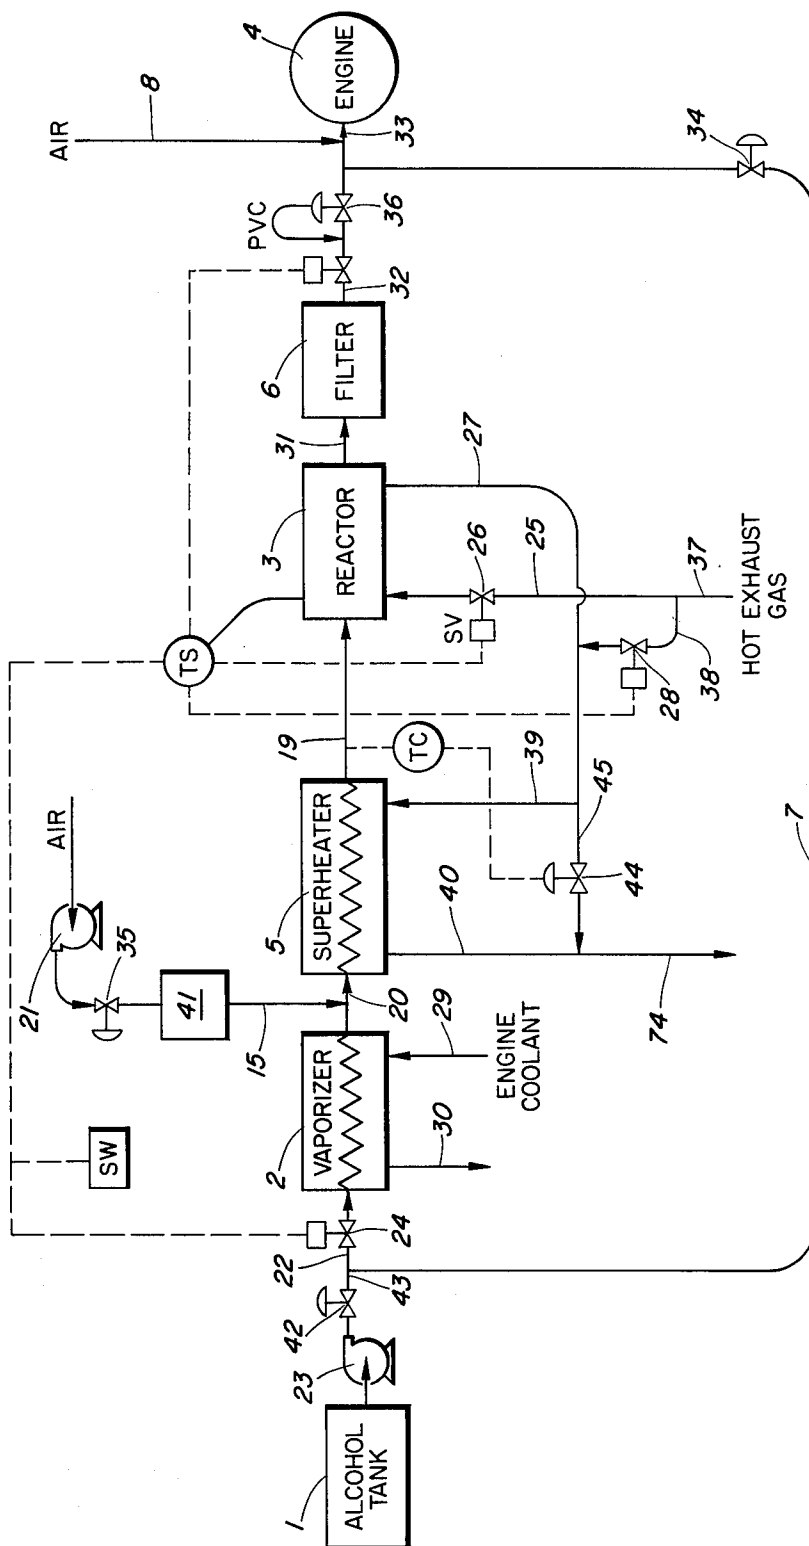 AIR
8
4
ENGINE
33
34
PVC
36
32
6
FILTER
31
27
3
REACTOR
TS
26
SV
25
37
HOT EXHAUST
GAS
28
38
19
TC
39
45
44
AIR
21
35
41
15
5
SUPERHEATER
20
40
74
7
SW
2
VAPORIZER
29
ENGINE
COOLANT
30
24
22
43
42
23
1
ALCOHOL
TANK